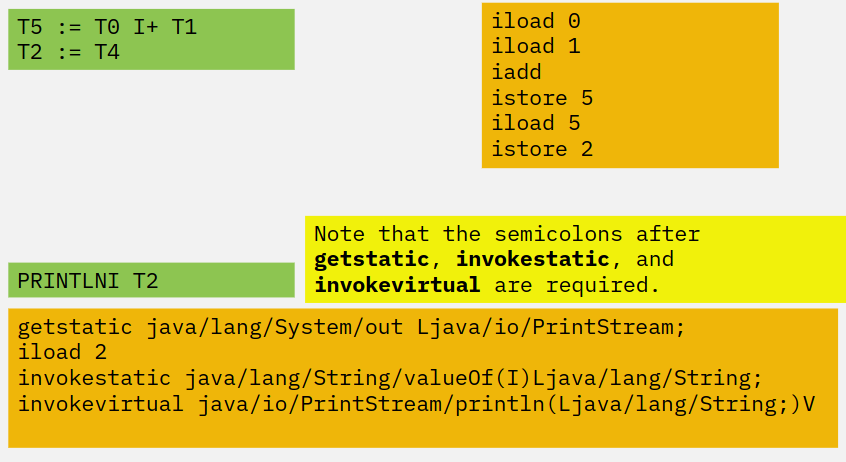 T5 := T0 I+ T1
T2 := T4
iload 0
iload 1
iadd
istore 5
iload 5
istore 2
Note that the semicolons after
getstatic, invokestatic, and
invokevirtual are required.
PRINTLNI T2
getstatic java/lang/System/out Ljava/io/PrintStream;
iload 2
invokestatic java/lang/String/valueOf(I)Ljava/lang/String;
invokevirtual java/io/PrintStream/println(Ljava/lang/String;)V